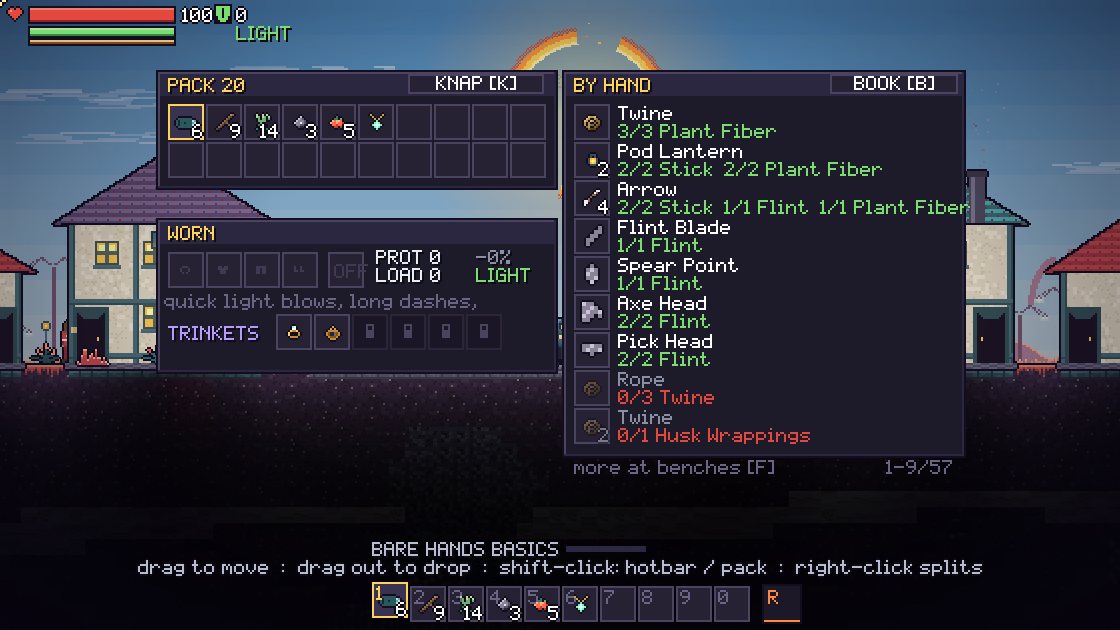 100 0
LIGHT
PACK 20
KNAP [K]
8 9 14 3 5
WORN
OFF
PROT 0 -0%
LOAD 0 LIGHT
quick light blows, long dashes,
TRINKETS
BY HAND
BOOK [B]
Twine
3/3 Plant Fiber
Pod Lantern
2
2/2 Stick 2/2 Plant Fiber
Arrow
4
2/2 Stick 1/1 Flint 1/1 Plant Fiber
Flint Blade
1/1 Flint
Spear Point
1/1 Flint
Axe Head
2/2 Flint
Pick Head
2/2 Flint
Rope
0/3 Twine
Twine
2
0/1 Husk Wrappings
more at benches [F] 1-9/57
BARE HANDS BASICS
drag to move : drag out to drop : shift-click: hotbar / pack : right-click splits
1 2 3 4 5 6 7 8 9 0 R
8 9 14 3 5